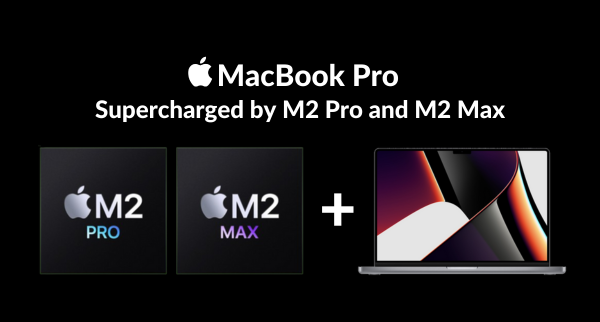 MacBook Pro
Supercharged by M2 Pro and M2 Max
M2
PRO
M2
MAX
+